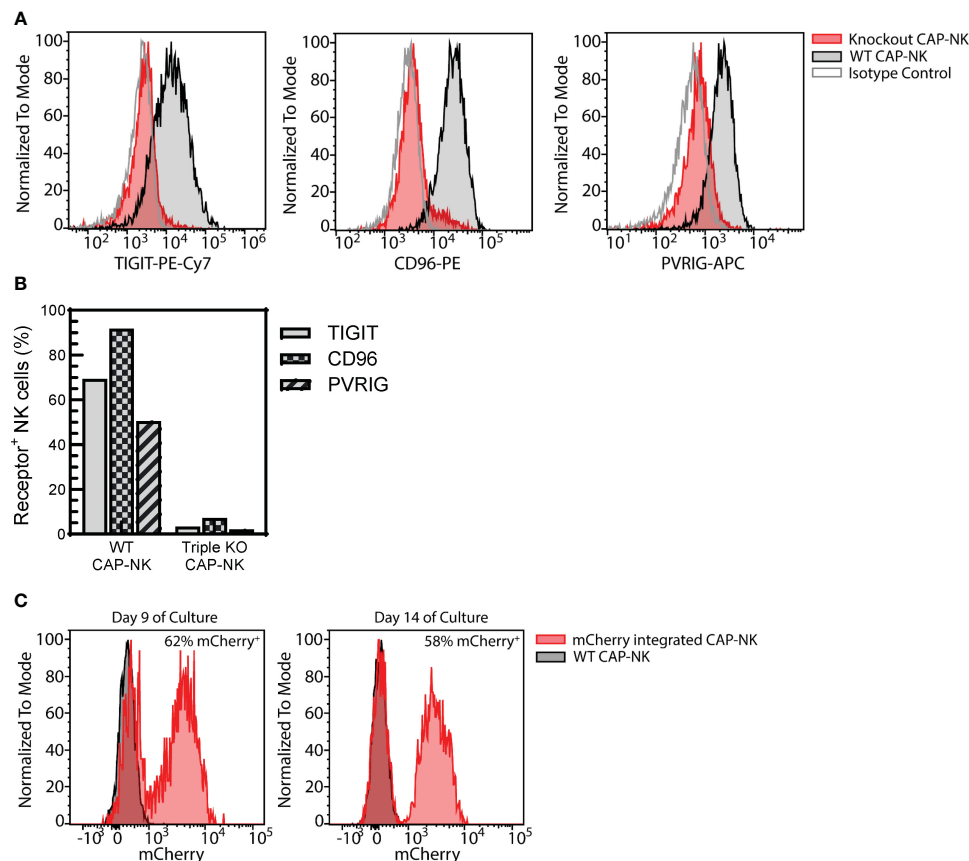 A
Normalized To Mode
100
80
60
40
20
0
10² 10³ 10⁴ 10⁵ 10⁶
TIGIT-PE-Cy7
Normalized To Mode
100
80
60
40
20
0
10² 10³ 10⁴ 10⁵
CD96-PE
Normalized To Mode
100
80
60
40
20
0
10¹ 10² 10³ 10⁴
PVRIG-APC
Knockout CAP-NK
WT CAP-NK
Isotype Control
B
Receptor⁺ NK cells (%)
100
80
60
40
20
0
WT
CAP-NK
Triple KO
CAP-NK
TIGIT
CD96
PVRIG
C
Day 9 of Culture
62% mCherry⁺
Normalized To Mode
100
80
60
40
20
0
-10³ 0 10³ 10⁴ 10⁵
mCherry
Day 14 of Culture
58% mCherry⁺
Normalized To Mode
100
80
60
40
20
0
-10³ 0 10³ 10⁴ 10⁵
mCherry
mCherry integrated CAP-NK
WT CAP-NK